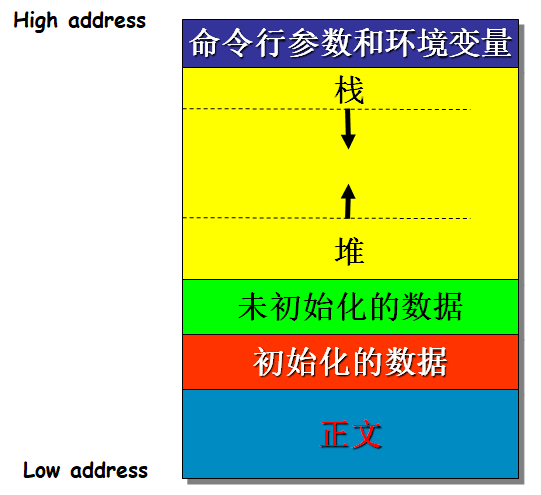 High address
命令行参数和环境变量
栈
堆
未初始化的数据
初始化的数据
正文
Low address